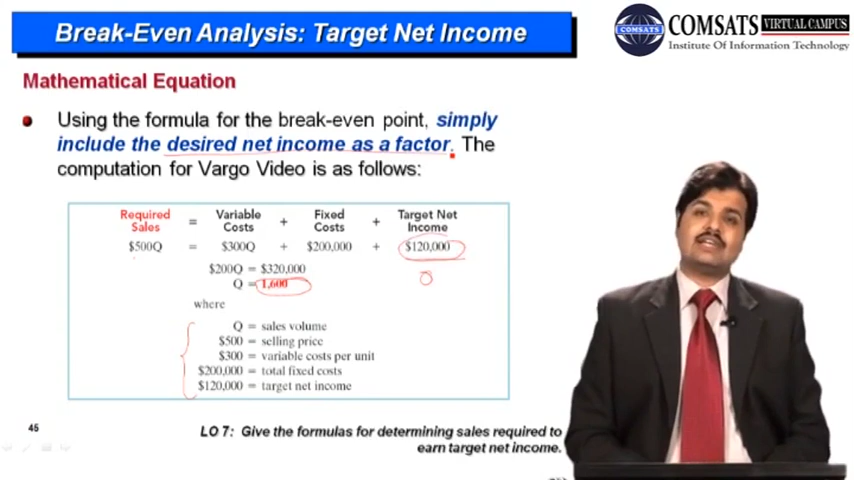 Break-Even Analysis: Target Net Income
COMSATS
COMSATS VIRTUAL CAMPUS
Institute Of Information Technology
Mathematical Equation
Using the formula for the break-even point, simply
include the desired net income as a factor. The
computation for Vargo Video is as follows:
Required Sales = Variable Costs + Fixed Costs + Target Net Income
$500Q = $300Q + $200,000 + $120,000
$200Q = $320,000
Q = 1,600
0
where
Q = sales volume
$500 = selling price
$300 = variable costs per unit
$200,000 = total fixed costs
$120,000 = target net income
45
LO 7: Give the formulas for determining sales required to
earn target net income.